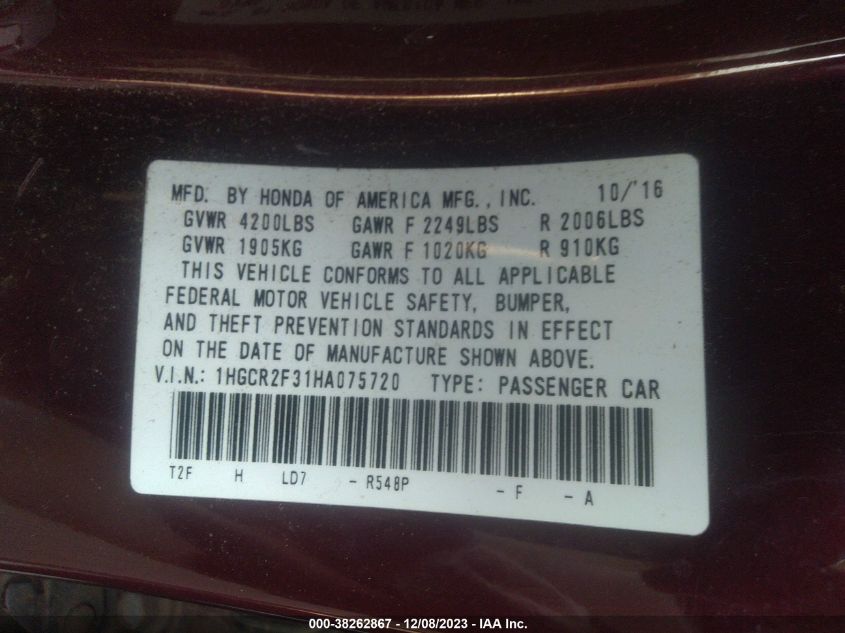 MFD. BY HONDA OF AMERICA MFG., INC. 10/'16
GVWR 4200LBS GAWR F 2249LBS R 2006LBS
GVWR 1905KG GAWR F 1020KG R 910KG
THIS VEHICLE CONFORMS TO ALL APPLICABLE
FEDERAL MOTOR VEHICLE SAFETY, BUMPER,
AND THEFT PREVENTION STANDARDS IN EFFECT
ON THE DATE OF MANUFACTURE SHOWN ABOVE.
V.I.N.: 1HGCR2F31HA075720 TYPE: PASSENGER CAR
T2F H LD7 - R548P - F - A
000-38262867 - 12/08/2023 - IAA Inc.